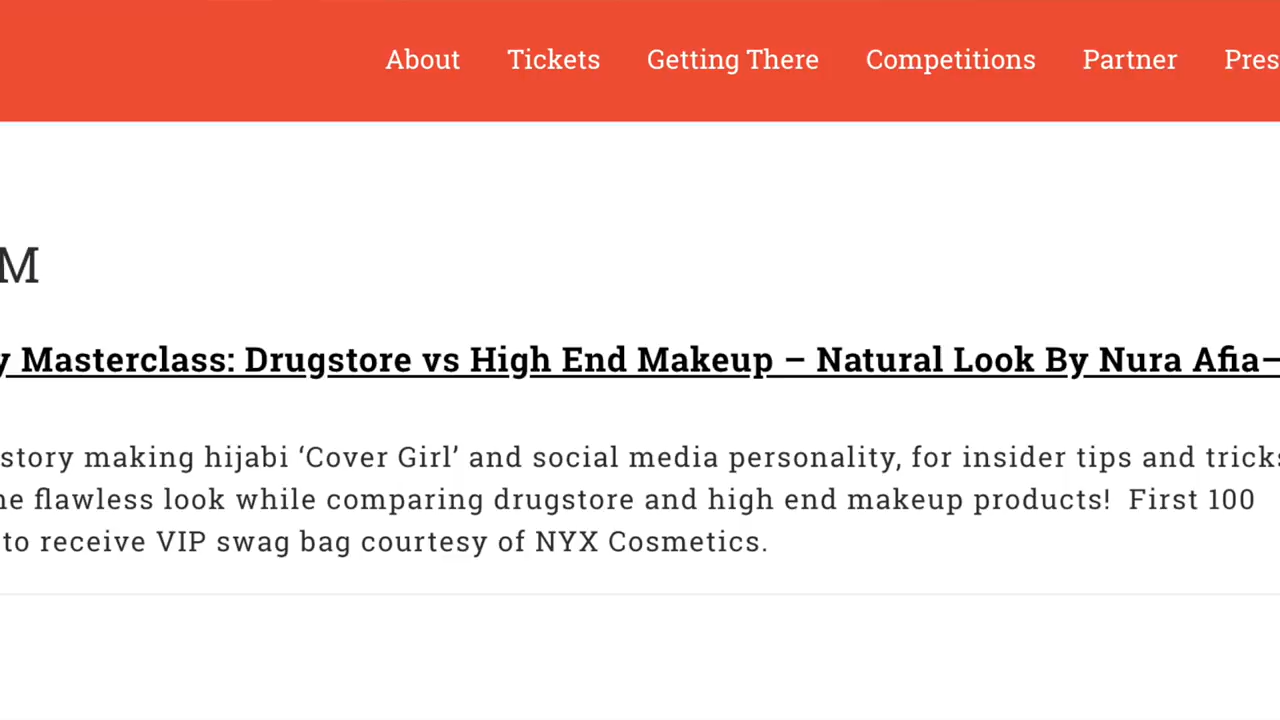 About Tickets Getting There Competitions Partner Pres
M
y Masterclass: Drugstore vs High End Makeup – Natural Look By Nura Afia–
story making hijabi ‘Cover Girl’ and social media personality, for insider tips and tricks
ne flawless look while comparing drugstore and high end makeup products!  First 100
to receive VIP swag bag courtesy of NYX Cosmetics.